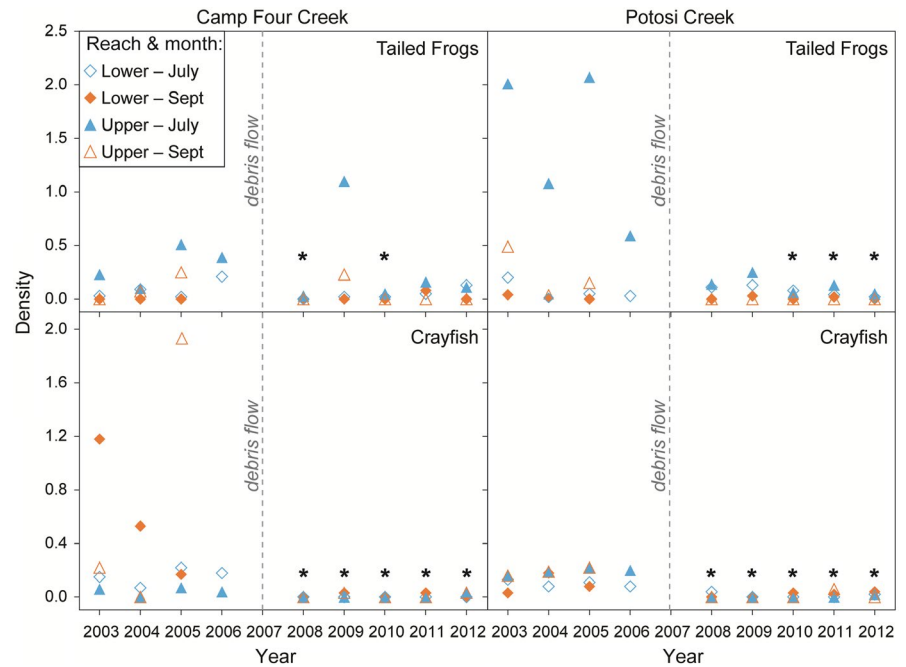 Camp Four Creek
Potosi Creek
2.5
2.0
1.5
1.0
0.5
0.0
Reach & month:
Lower – July
Lower – Sept
Upper – July
Upper – Sept
debris flow
Tailed Frogs
* *
debris flow
Tailed Frogs
* * *
Density
2.0
1.6
1.2
0.8
0.4
0.0
debris flow
Crayfish
* * * * *
debris flow
Crayfish
* * * * *
2003 2004 2005 2006 2007 2008 2009 2010 2011 2012
2003 2004 2005 2006 2007 2008 2009 2010 2011 2012
Year
Year